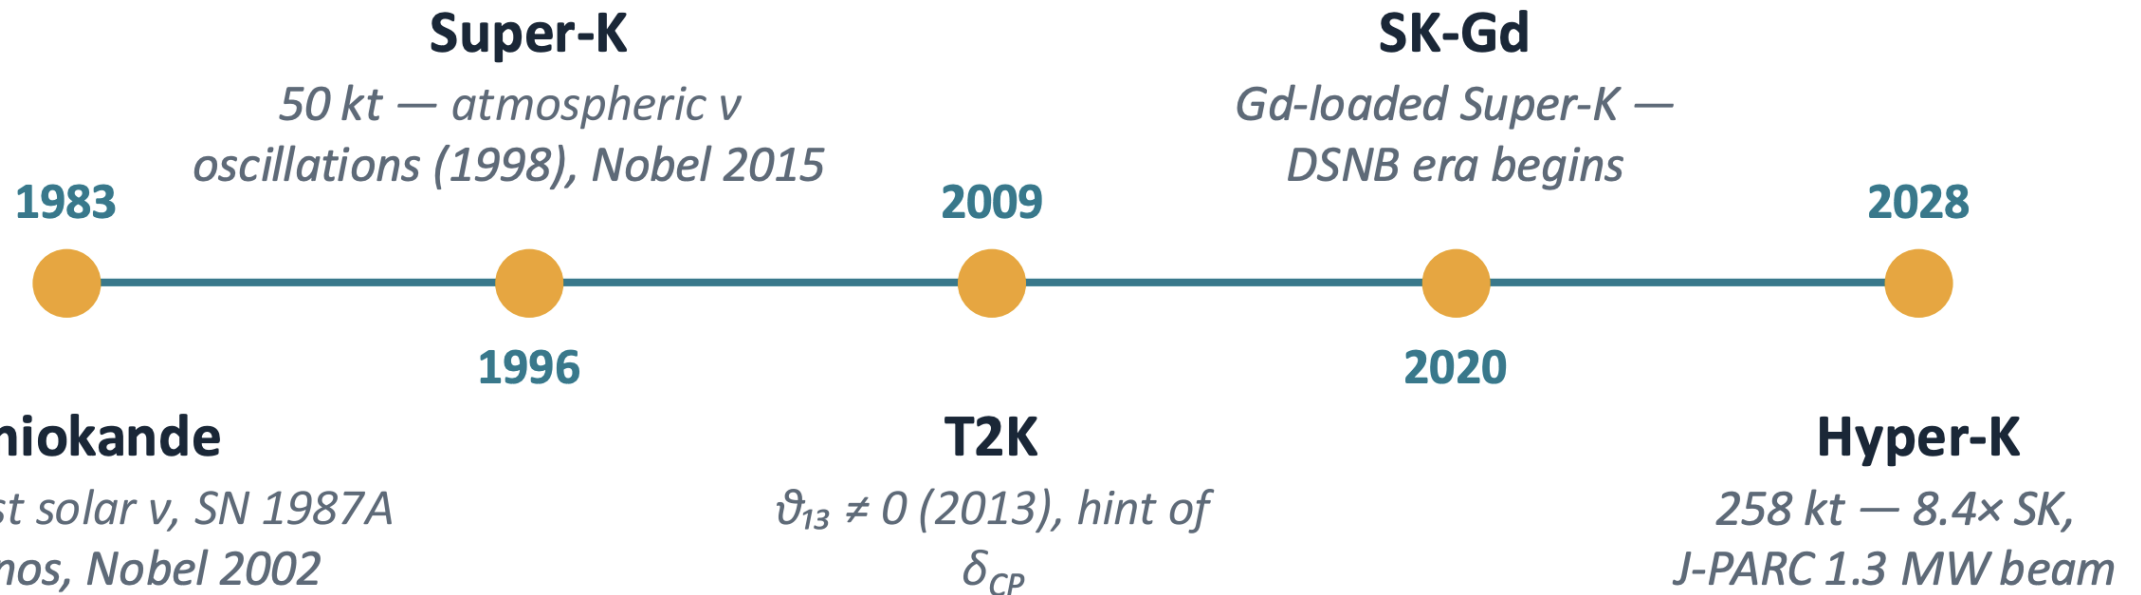 Super-K
50 kt — atmospheric ν
oscillations (1998), Nobel 2015
SK-Gd
Gd-loaded Super-K —
DSNB era begins
1983
2009
2028
1996
2020
niokande
st solar ν, SN 1987A
nos, Nobel 2002
T2K
ϑ₁₃ ≠ 0 (2013), hint of
δCP
Hyper-K
258 kt — 8.4× SK,
J-PARC 1.3 MW beam